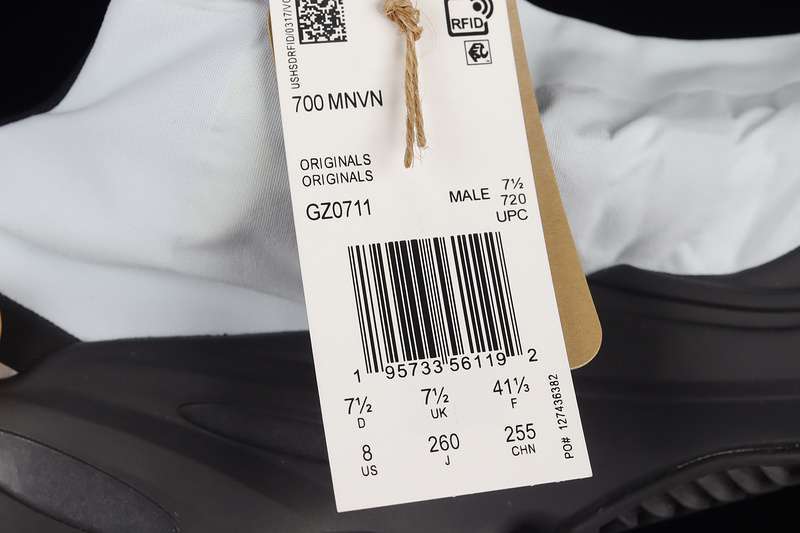 USHSDRFID/0317/V0
RFID
700 MNVN
ORIGINALS
ORIGINALS
GZ0711
MALE 7½
720
UPC
1 95733 56119 2
7½ 7½ 41⅓
D UK F
8 260 255
US J CHN
PO# 127436382